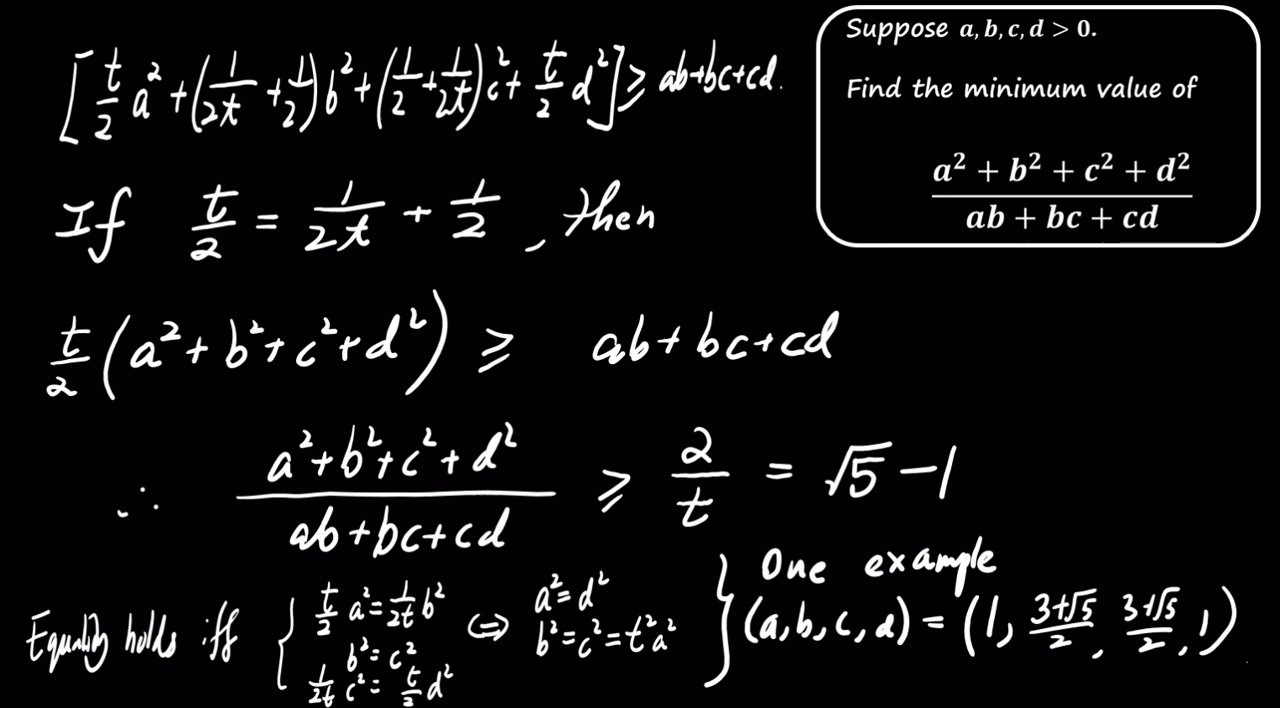 Suppose a, b, c, d > 0.
Find the minimum value of
(a² + b² + c² + d²)/(ab + bc + cd)
[t/2 a² + (1/2t + 1/2) b² + (1/2 + 1/2t) c² + t/2 d²] ≥ ab+bc+cd.
If t/2 = 1/2t + 1/2, then
t/2 (a² + b² + c² + d²) ≥ ab + bc + cd
∴ (a² + b² + c² + d²)/(ab + bc + cd) ≥ 2/t = √5 − 1
Equality holds iff { t/2 a² = 1/2t b²
b² = c²
1/2t c² = t/2 d²
⇔ a² = d²
b² = c² = t² a² }
One example
(a, b, c, d) = (1, (3+√5)/2, (3+√5)/2, 1)